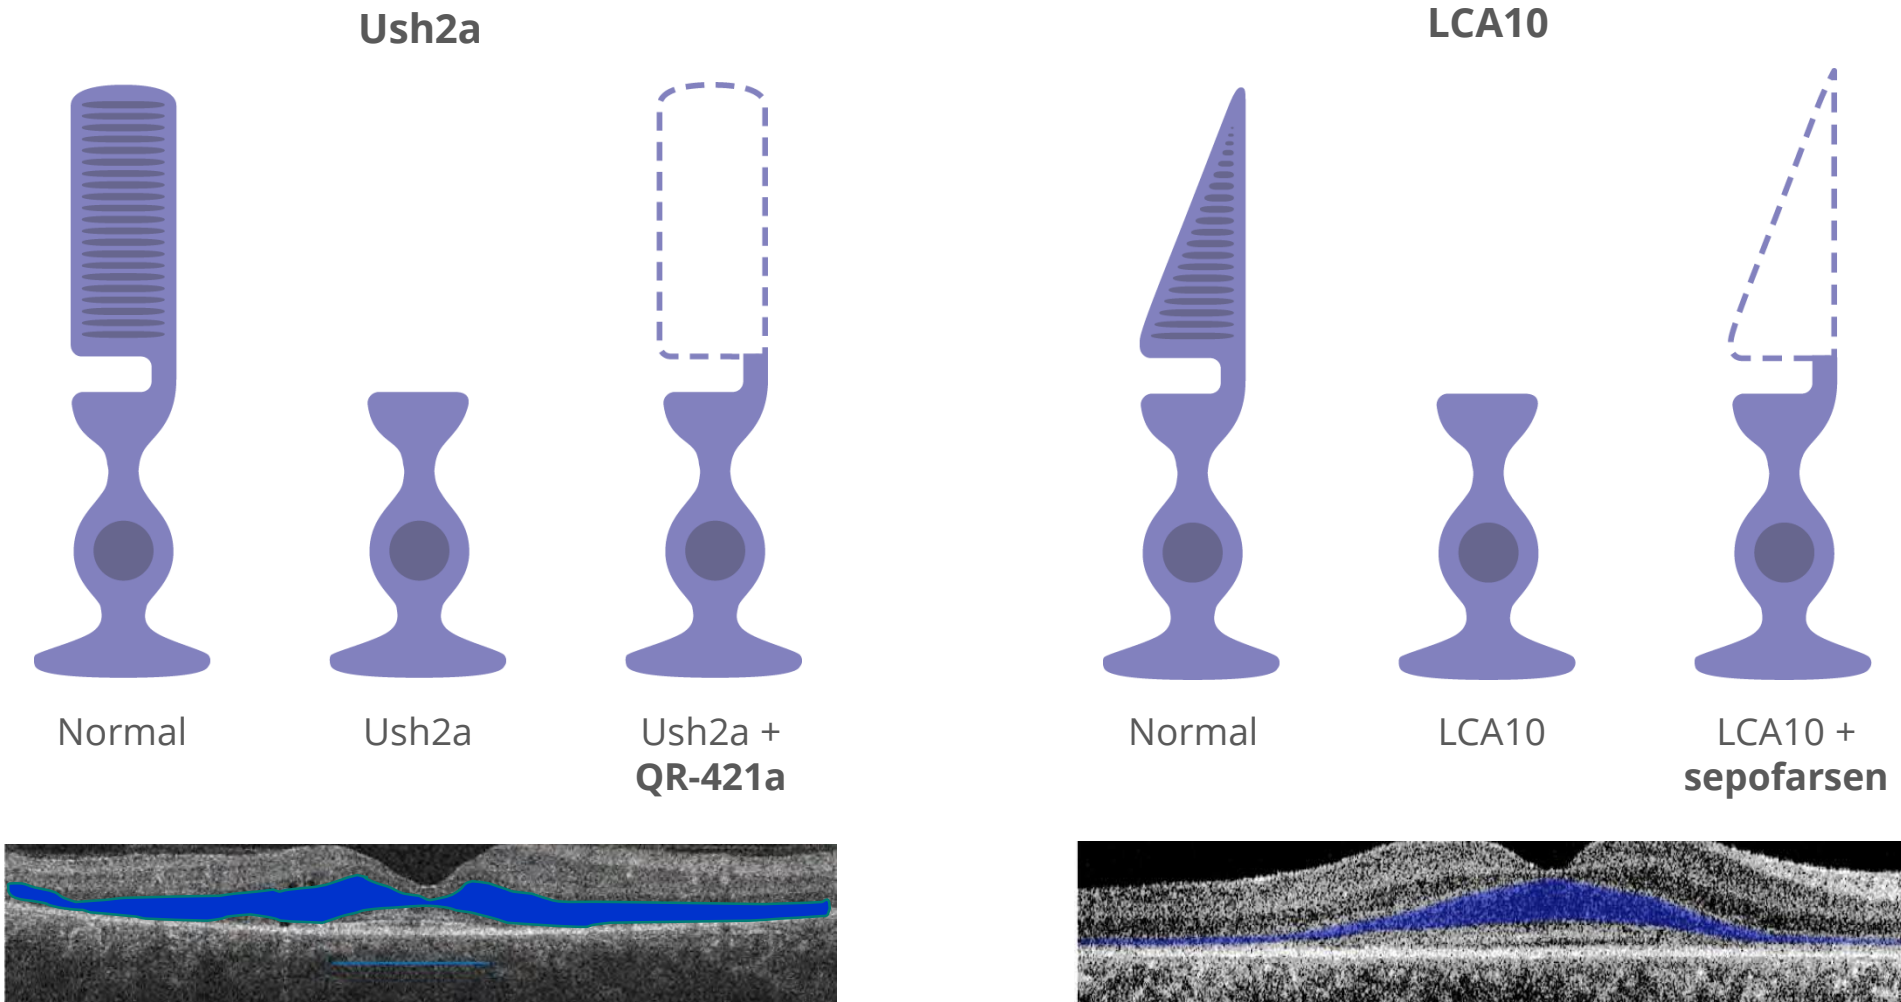 Ush2a
LCA10
Normal
Ush2a
Ush2a +
QR-421a
Normal
LCA10
LCA10 +
sepofarsen